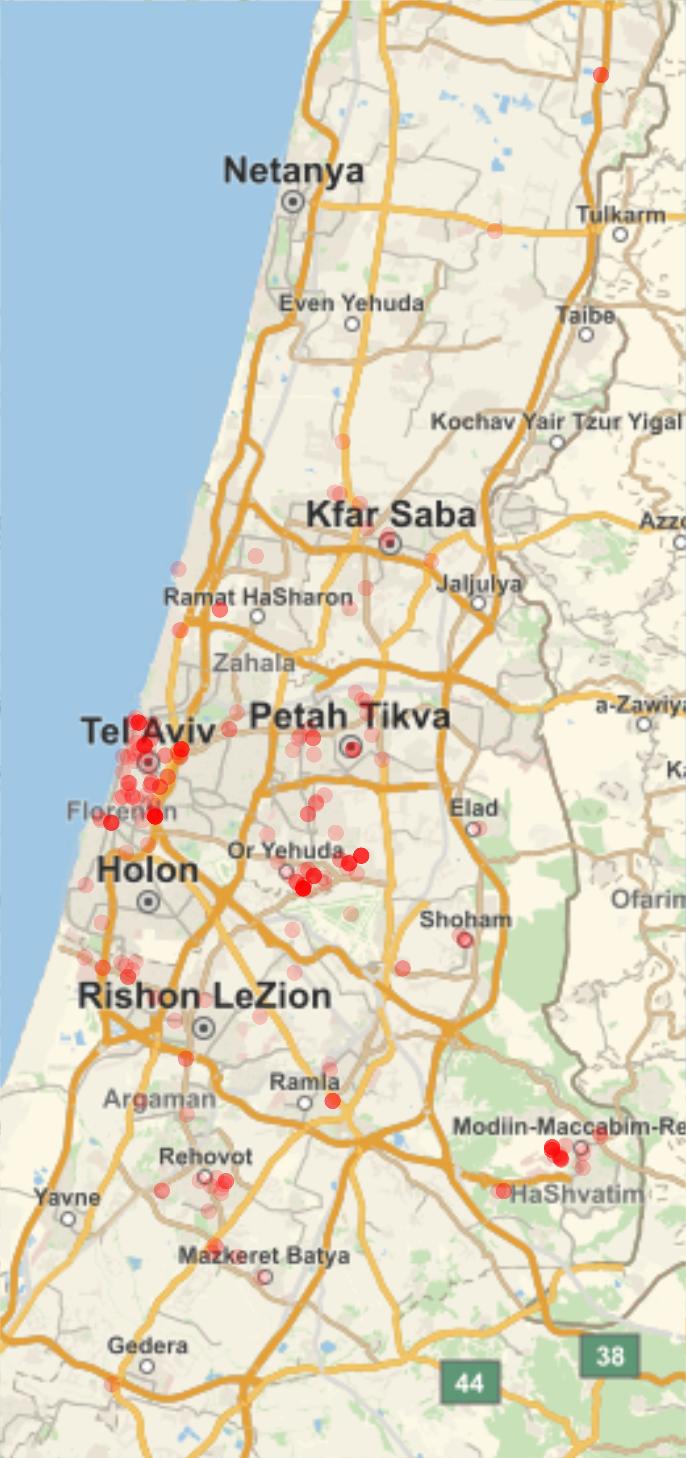 Netanya
Tulkarm
Even Yehuda
Taibe
Kochav Yair Tzur Yigal
Kfar Saba
Azzo
Jaljulya
Ramat HaSharon
Zahala
a-Zawiya
Tel Aviv
Petah Tikva
Ka
Florentin
Elad
Or Yehuda
Holon
Ofarim
Shoham
Rishon LeZion
Ramla
Argaman
Modiin-Maccabim-Re
Rehovot
HaShvatim
Yavne
Mazkeret Batya
Gedera
38
44